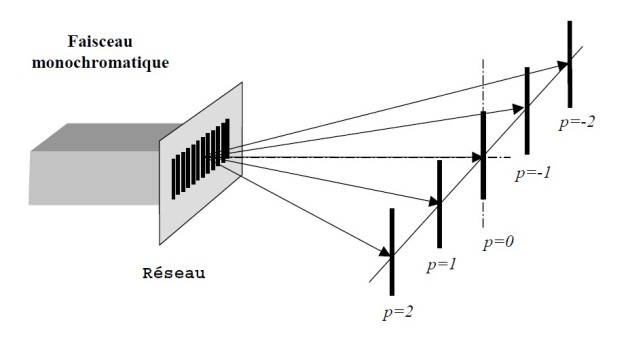 Faisceau
monochromatique
p=-2
p=-1
p=0
Réseau
p=1
p=2